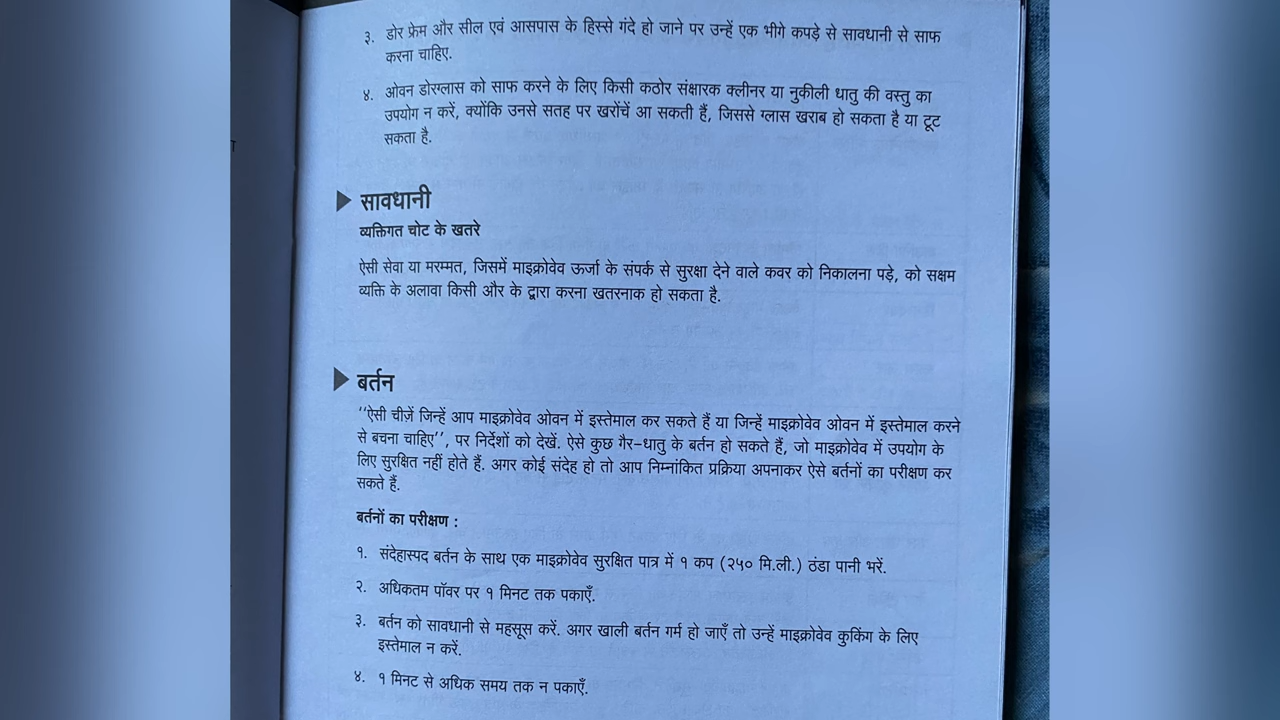 ३. डोर फ्रेम और सील एवं आसपास के हिस्से गंदे हो जाने पर उन्हें एक भीगे कपड़े से सावधानी से साफ
करना चाहिए.
४. ओवन डोरग्लास को साफ करने के लिए किसी कठोर संक्षारक क्लीनर या नुकीली धातु की वस्तु का
उपयोग न करें, क्योंकि उनसे सतह पर खरोंचें आ सकती हैं, जिससे ग्लास खराब हो सकता है या टूट
सकता है.
सावधानी
व्यक्तिगत चोट के खतरे
ऐसी सेवा या मरम्मत, जिसमें माइक्रोवेव ऊर्जा के संपर्क से सुरक्षा देने वाले कवर को निकालना पड़े, को सक्षम
व्यक्ति के अलावा किसी और के द्वारा करना खतरनाक हो सकता है.
बर्तन
‘‘ऐसी चीज़ें जिन्हें आप माइक्रोवेव ओवन में इस्तेमाल कर सकते हैं या जिन्हें माइक्रोवेव ओवन में इस्तेमाल करने
से बचना चाहिए’’, पर निर्देशों को देखें. ऐसे कुछ गैर-धातु के बर्तन हो सकते हैं, जो माइक्रोवेव में उपयोग के
लिए सुरक्षित नहीं होते हैं. अगर कोई संदेह हो तो आप निम्नांकित प्रक्रिया अपनाकर ऐसे बर्तनों का परीक्षण कर
सकते हैं.
बर्तनों का परीक्षण :
१. संदेहास्पद बर्तन के साथ एक माइक्रोवेव सुरक्षित पात्र में १ कप (२५० मि.ली.) ठंडा पानी भरें.
२. अधिकतम पॉवर पर १ मिनट तक पकाएँ.
३. बर्तन को सावधानी से महसूस करें. अगर खाली बर्तन गर्म हो जाएँ तो उन्हें माइक्रोवेव कुकिंग के लिए
इस्तेमाल न करें.
४. १ मिनट से अधिक समय तक न पकाएँ.